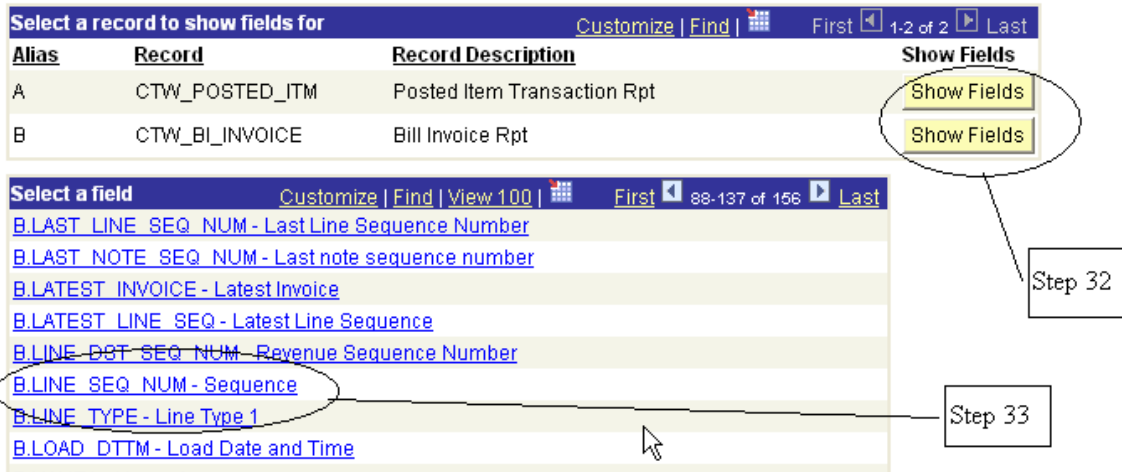 Select a record to show fields for Customize | Find | First 1-2 of 2 Last
Alias Record Record Description Show Fields
A CTW_POSTED_ITM Posted Item Transaction Rpt Show Fields
B CTW_BI_INVOICE Bill Invoice Rpt Show Fields
Select a field Customize | Find | View 100 | First 88-137 of 156 Last
B.LAST_LINE_SEQ_NUM - Last Line Sequence Number
B.LAST_NOTE_SEQ_NUM - Last note sequence number
B.LATEST_INVOICE - Latest Invoice
Step 32
B.LATEST_LINE_SEQ - Latest Line Sequence
B.LINE_DST_SEQ_NUM - Revenue Sequence Number
B.LINE_SEQ_NUM - Sequence
B.LINE_TYPE - Line Type 1
Step 33
B.LOAD_DTTM - Load Date and Time